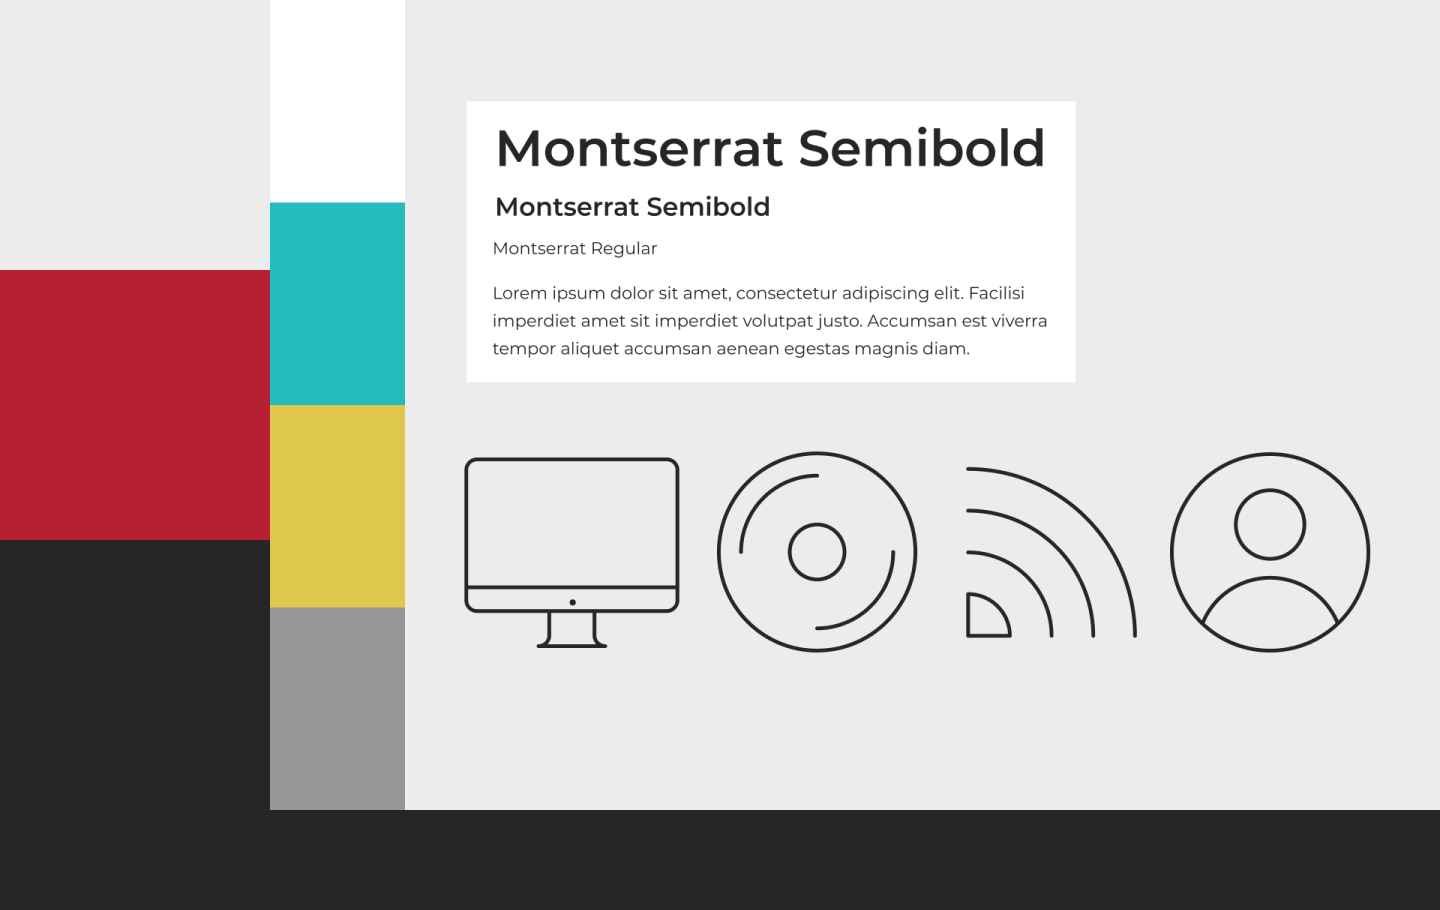 Montserrat Semibold
Montserrat Semibold
Montserrat Regular
Lorem ipsum dolor sit amet, consectetur adipiscing elit. Facilisi
imperdiet amet sit imperdiet volutpat justo. Accumsan est viverra
tempor aliquet accumsan aenean egestas magnis diam.